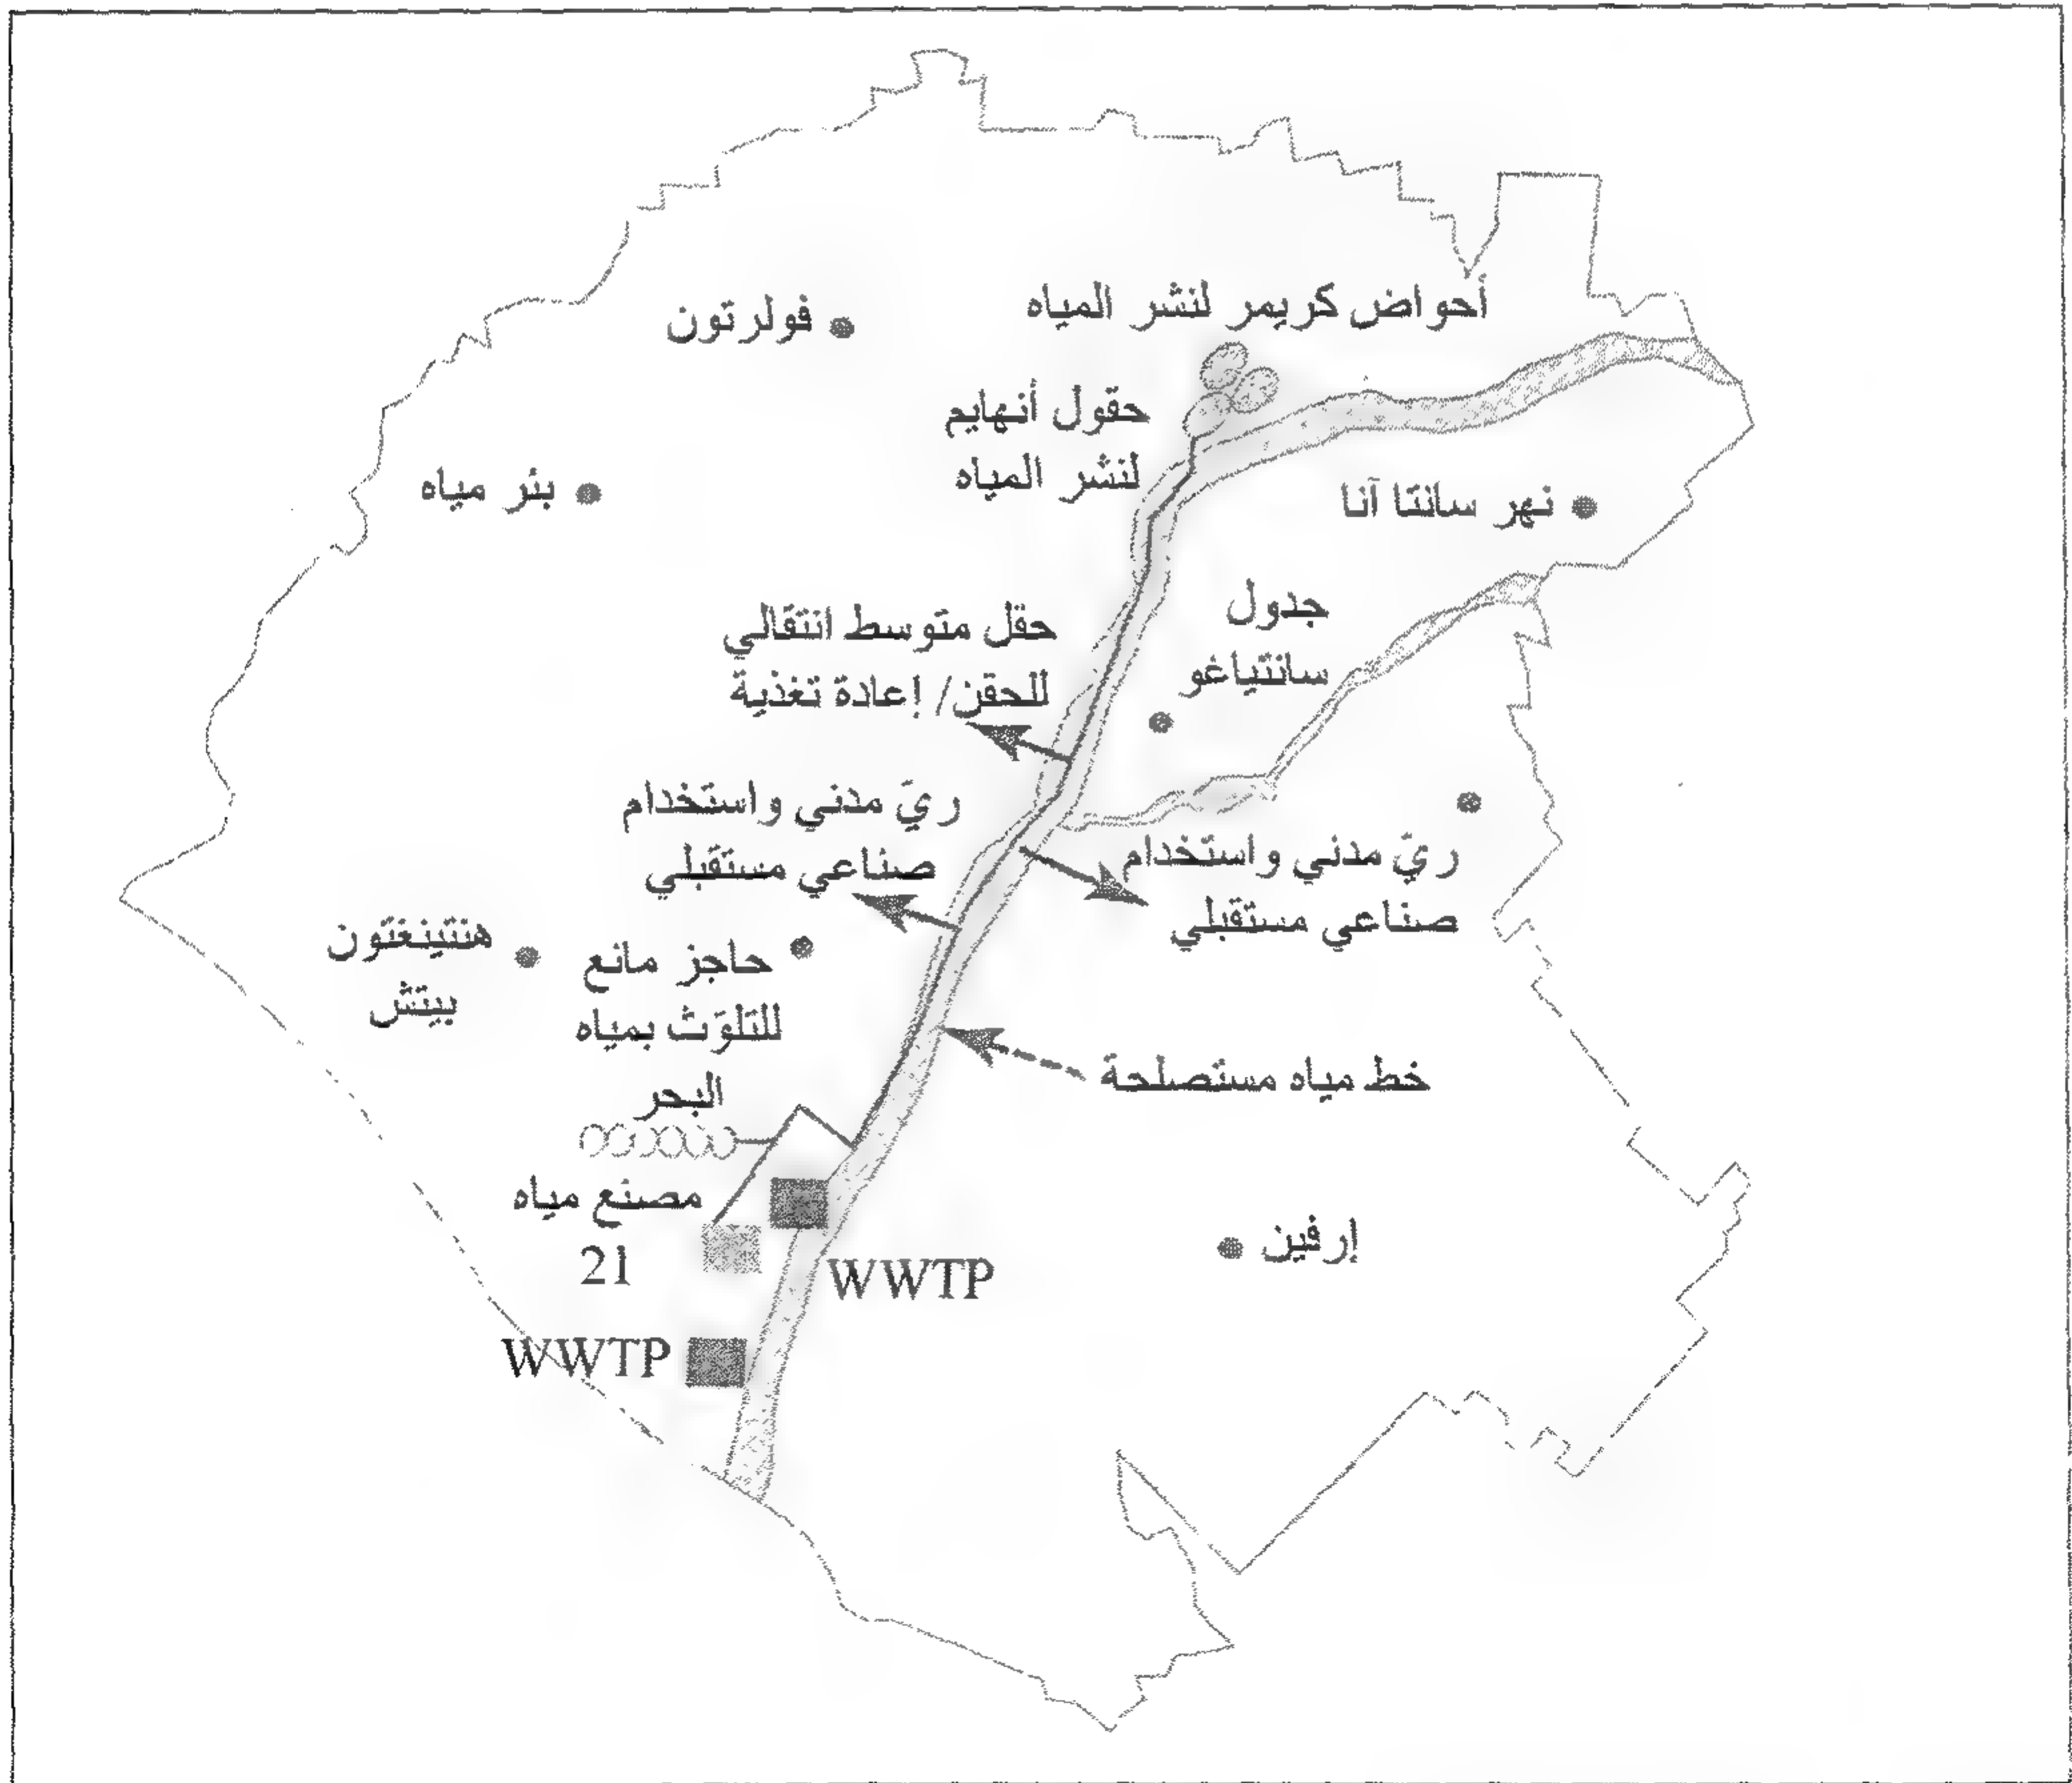 أحواض كريمر لنشر المياه
فولرتون
حقول أنهايم
لنشر المياه
نهر سانتا آنا
بئر مياه
جدول
سانتياغو
حقل متوسط انتقالي
للحقن/ إعادة تغذية
ريّ مدني واستخدام
صناعي مستقبلي
ريّ مدني واستخدام
صناعي مستقبلي
حاجز مانع
للتلوّث بمياه
البحر
هنتينغتون
بيتش
خط مياه مستصلحة
مصنع مياه
21
إرفين
WWTP
WWTP